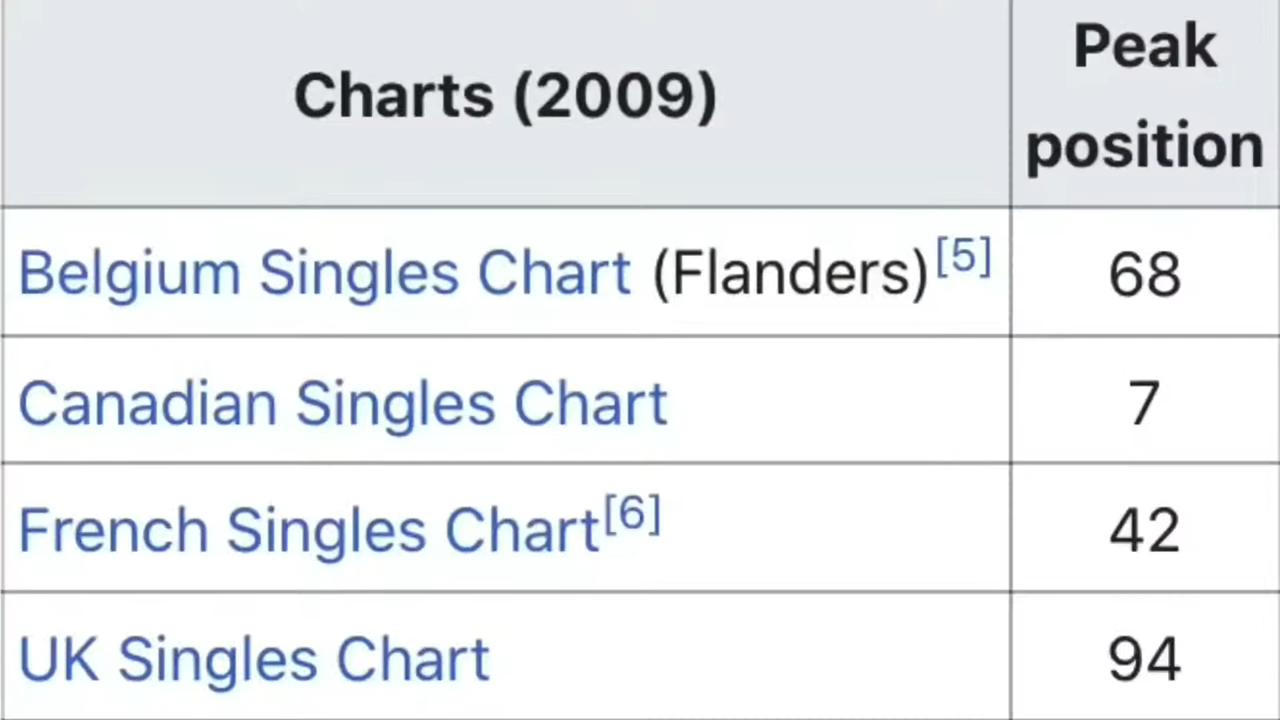 Charts (2009)
Peak
position
Belgium Singles Chart (Flanders)[5] 68
Canadian Singles Chart 7
French Singles Chart[6] 42
UK Singles Chart 94